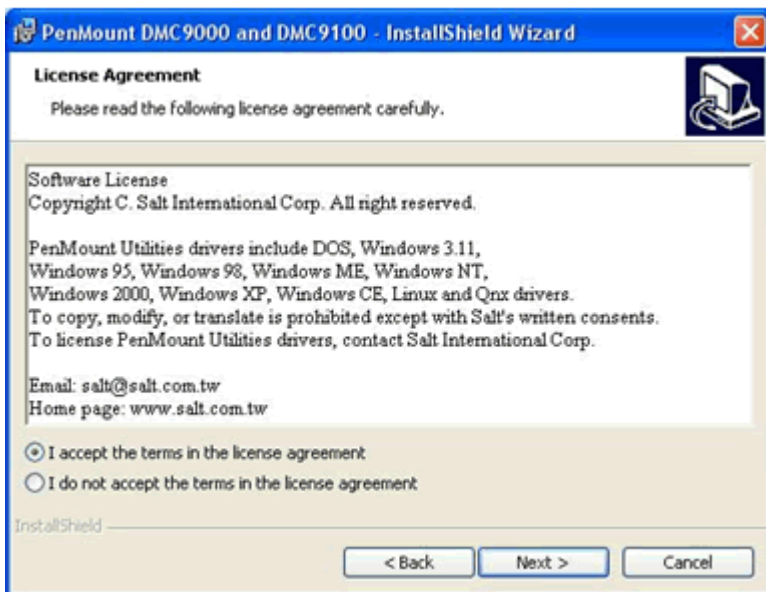 PenMount DMC9000 and DMC9100 - InstallShield Wizard
License Agreement
Please read the following license agreement carefully.
Software License
Copyright C. Salt International Corp. All right reserved.
PenMount Utilities drivers include DOS, Windows 3.11,
Windows 95, Windows 98, Windows ME, Windows NT,
Windows 2000, Windows XP, Windows CE, Linux and Qnx drivers.
To copy, modify, or translate is prohibited except with Salt's written consents.
To license PenMount Utilities drivers, contact Salt International Corp.
Email: salt@salt.com.tw
Home page: www.salt.com.tw
I accept the terms in the license agreement
I do not accept the terms in the license agreement
InstallShield
< Back Next > Cancel